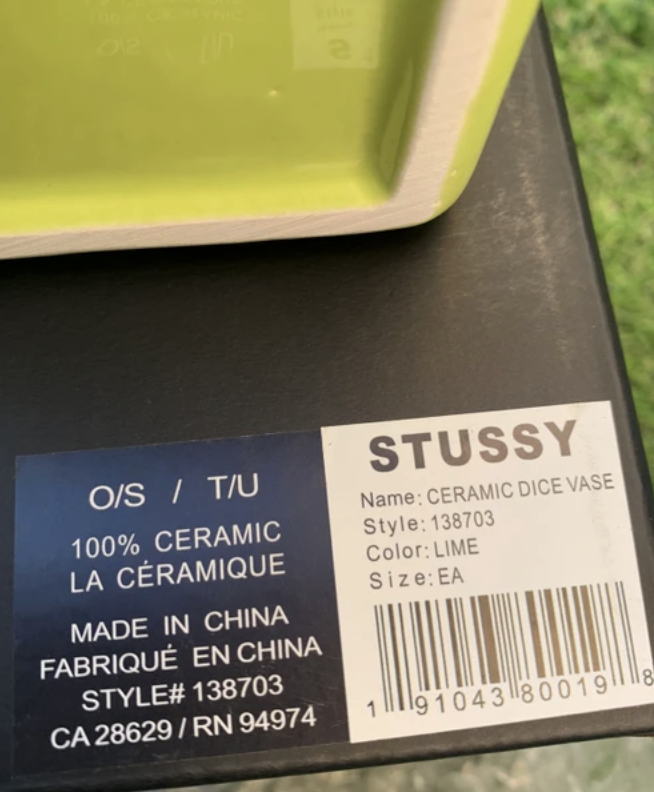 O/S / T/U
100% CERAMIC
LA CÉRAMIQUE
MADE IN CHINA
FABRIQUÉ EN CHINA
STYLE# 138703
CA 28629 / RN 94974
STUSSY
Name: CERAMIC DICE VASE
Style: 138703
Color: LIME
Size: EA
1 91043 80019 8